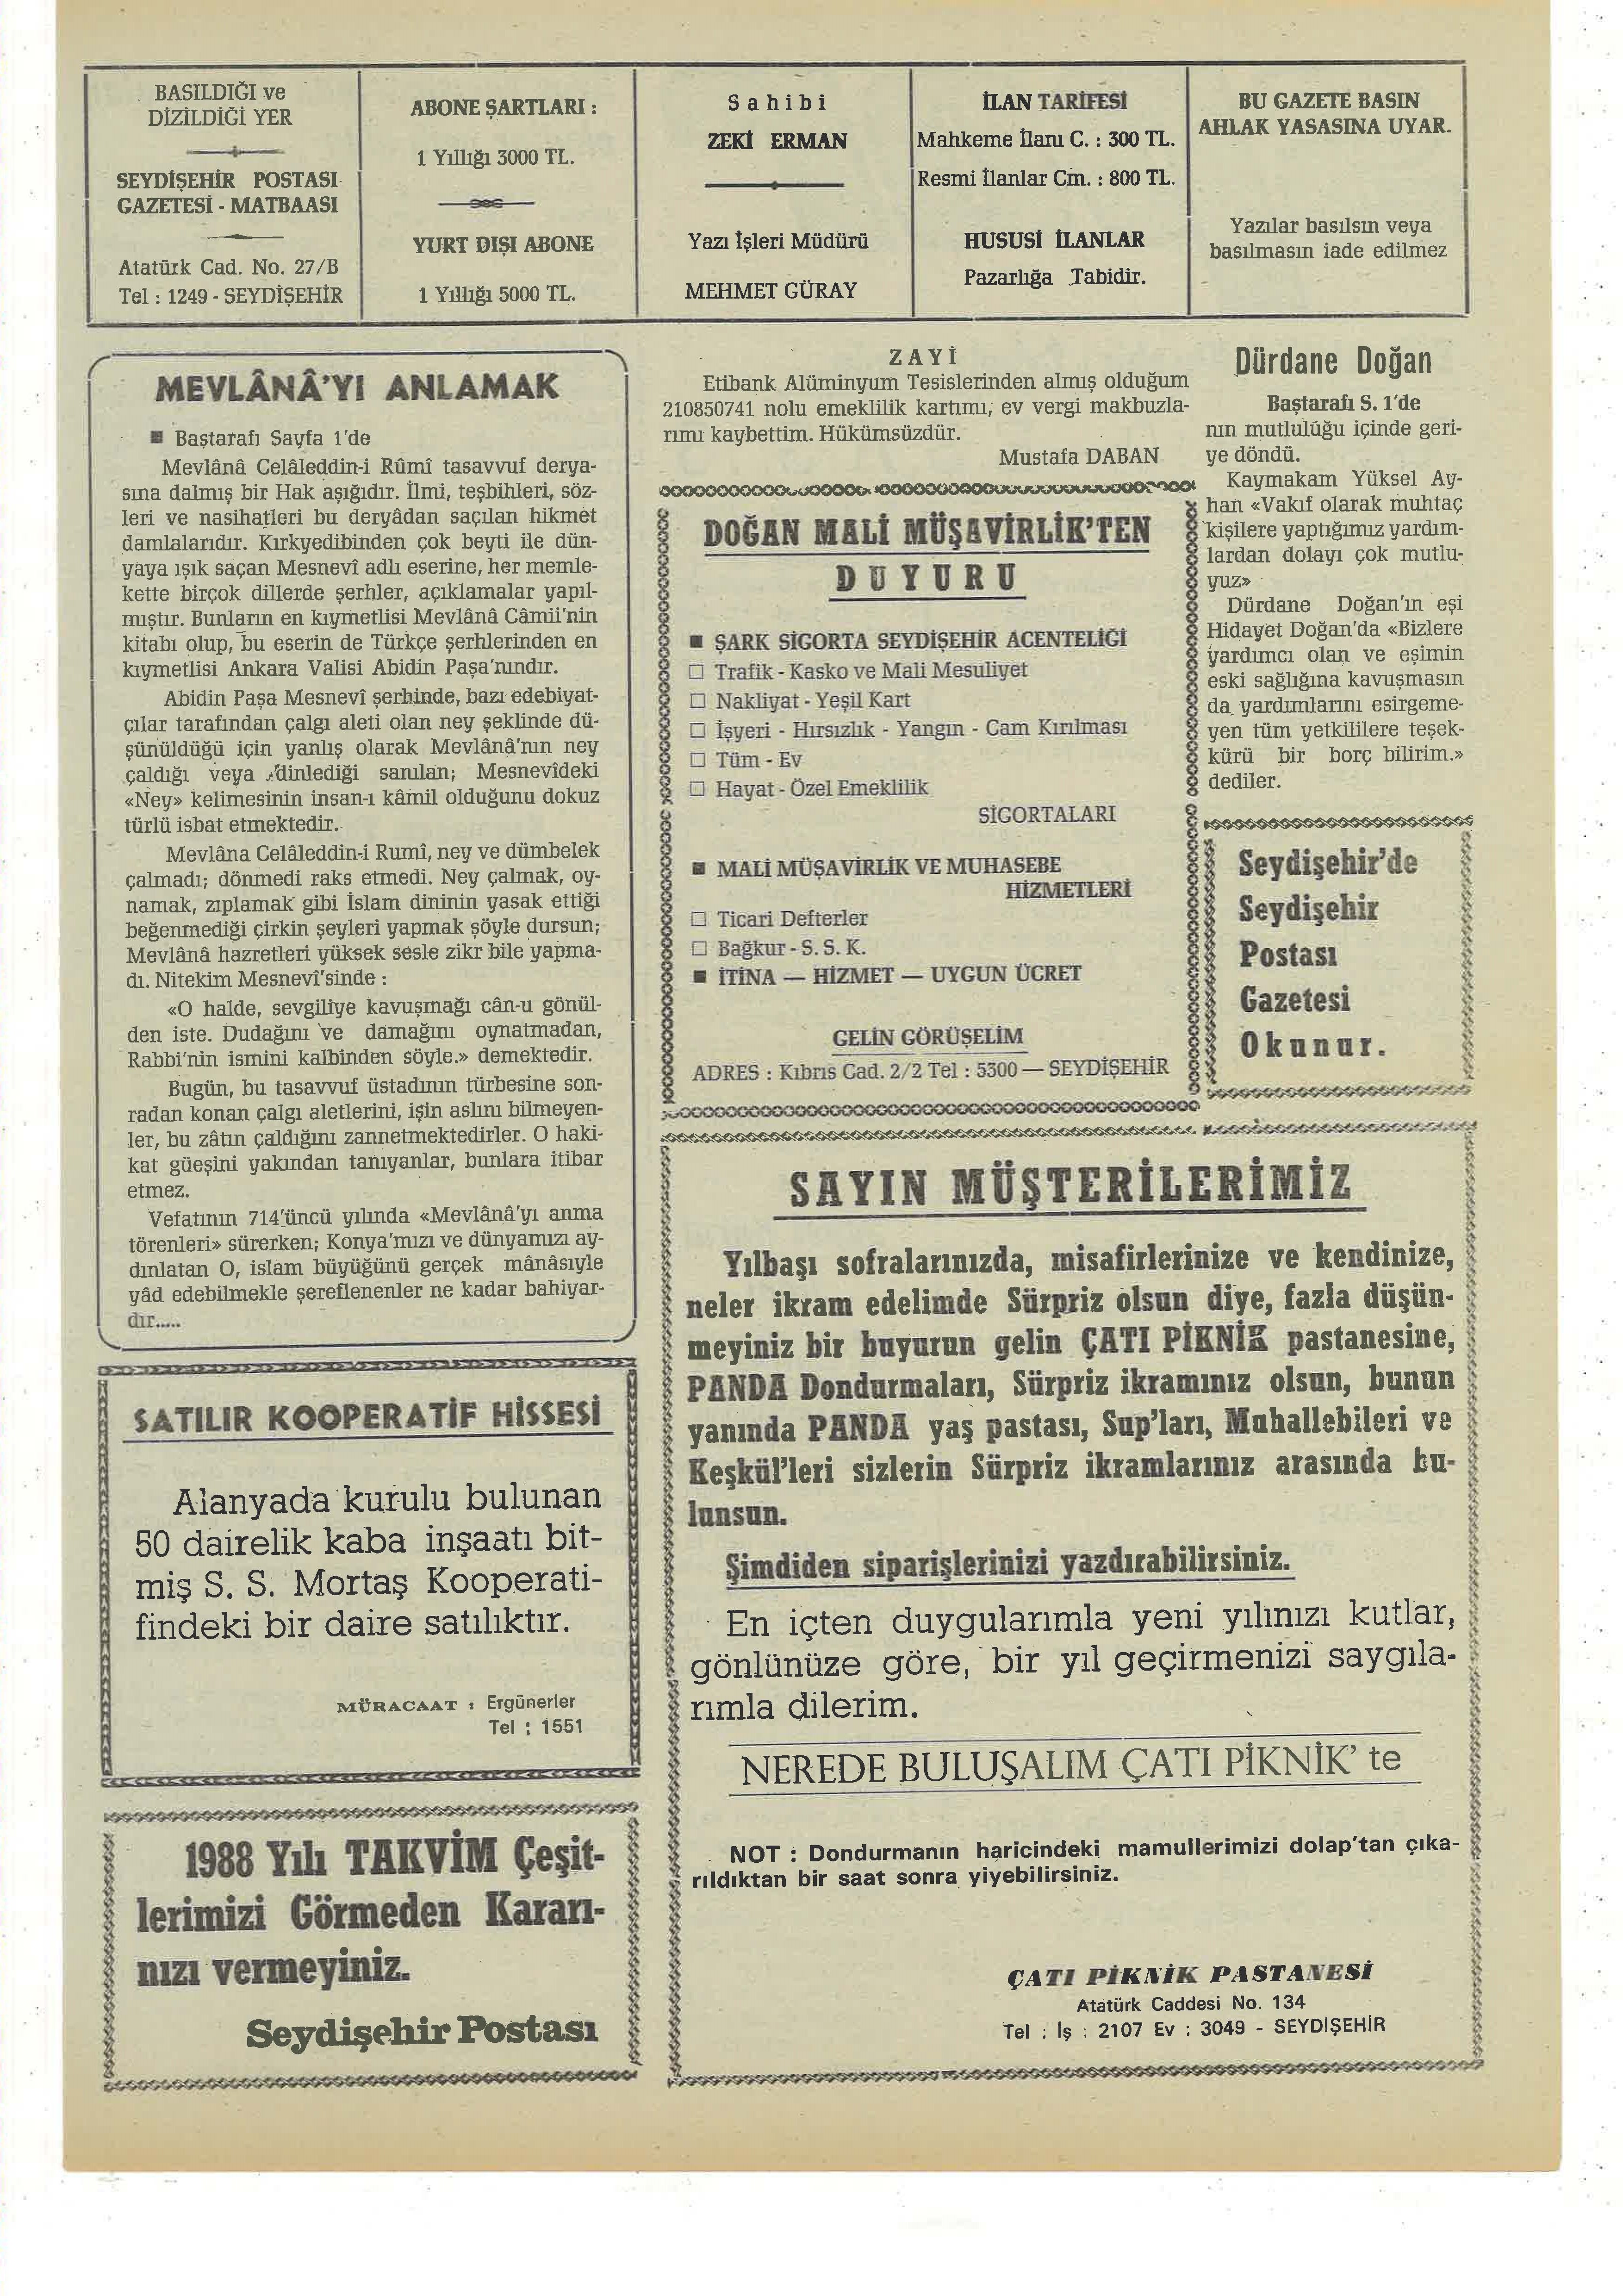 BASILDIĞI ve
DİZİLDİĞİ YER
SEYDİŞEHİR POSTASI
GAZETESİ - MATBAASI
Atatürk Cad. No. 27/B
Tel : 1249 - SEYDİŞEHİR
ABONE ŞARTLARI :
1 Yıllığı 3000 TL.
YURT DIŞI ABONE
1 Yıllığı 5000 TL.
Sahibi
ZEKİ ERMAN
Yazı İşleri Müdürü
MEHMET GÜRAY
İLAN TARİFESİ
Mahkeme İlanı C. : 300 TL.
Resmi İlanlar Cm. : 800 TL.
HUSUSİ İLANLAR
Pazarlığa Tabidir.
BU GAZETE BASIN
AHLAK YASASINA UYAR.
Yazılar basılsın veya
basılmasın iade edilmez
MEVLÂNÂ'YI ANLAMAK
■ Baştarafı Sayfa 1'de
Mevlânâ Celâleddin-i Rûmî tasavvuf derya-
sına dalmış bir Hak aşığıdır. İlmi, teşbihleri, söz-
leri ve nasihatleri bu deryâdan saçılan hikmet
damlalarıdır. Kırkyedibinden çok beyti ile dün-
yaya ışık saçan Mesnevî adlı eserine, her memle-
kette birçok dillerde şerhler, açıklamalar yapıl-
mıştır. Bunların en kıymetlisi Mevlânâ Câmii'nin
kitabı olup, bu eserin de Türkçe şerhlerinden en
kıymetlisi Ankara Valisi Abidin Paşa'nındır.
Abidin Paşa Mesnevî şerhinde, bazı edebiyat-
çılar tarafından çalgı aleti olan ney şeklinde dü-
şünüldüğü için yanlış olarak Mevlânâ'nın ney
çaldığı veya dinlediği sanılan; Mesnevîdeki
«Ney» kelimesinin insan-ı kâmil olduğunu dokuz
türlü isbat etmektedir.
Mevlâna Celâleddin-i Rumî, ney ve dümbelek
çalmadı; dönmedi raks etmedi. Ney çalmak, oy-
namak, zıplamak gibi İslam dininin yasak ettiği
beğenmediği çirkin şeyleri yapmak şöyle dursun;
Mevlânâ hazretleri yüksek sesle zikr bile yapma-
dı. Nitekim Mesnevî'sinde :
«O halde, sevgiliye kavuşmağı cân-u gönül-
den iste. Dudağını ve damağını oynatmadan,
Rabbi'nin ismini kalbinden söyle.» demektedir.
Bugün, bu tasavvuf üstadının türbesine son-
radan konan çalgı aletlerini, işin aslını bilmeyen-
ler, bu zâtın çaldığını zannetmektedirler. O haki-
kat güeşini yakından tanıyanlar, bunlara itibar
etmez.
Vefatının 714'üncü yılında «Mevlânâ'yı anma
törenleri» sürerken; Konya'mızı ve dünyamızı ay-
dınlatan O, islam büyüğünü gerçek mânâsıyle
yâd edebilmekle şereflenenler ne kadar bahiyar-
dır.....
SATILIR KOOPERATİF HİSSESİ
Alanyada kurulu bulunan
50 dairelik kaba inşaatı bit-
miş S. S. Mortaş Kooperati-
findeki bir daire satılıktır.
MÜRACAAT : Ergünerler
Tel : 1551
1988 Yılı TAKVİM Çeşit-
lerimizi Görmeden Kararı-
nızı vermeyiniz.
Seydişehir Postası
ZAYİ
Etibank Alüminyum Tesislerinden almış olduğum
210850741 nolu emeklilik kartımı, ev vergi makbuzla-
rımı kaybettim. Hükümsüzdür.
Mustafa DABAN
DOĞAN MALİ MÜŞAVİRLİK'TEN
DUYURU
■ ŞARK SİGORTA SEYDİŞEHİR ACENTELİĞİ
□ Trafik - Kasko ve Mali Mesuliyet
□ Nakliyat - Yeşil Kart
□ İşyeri - Hırsızlık - Yangın - Cam Kırılması
□ Tüm - Ev
□ Hayat - Özel Emeklilik
SİGORTALARI
■ MALİ MÜŞAVİRLİK VE MUHASEBE
HİZMETLERİ
□ Ticari Defterler
□ Bağkur - S. S. K.
■ İTİNA — HİZMET — UYGUN ÜCRET
GELİN GÖRÜŞELİM
ADRES : Kıbrıs Cad. 2/2 Tel : 5300 — SEYDİŞEHİR
Dürdane Doğan
Baştarafı S. 1'de
nın mutluluğu içinde geri-
ye döndü.
Kaymakam Yüksel Ay-
han «Vakıf olarak muhtaç
kişilere yaptığımız yardım-
lardan dolayı çok mutlu-
yuz»
Dürdane Doğan'ın eşi
Hidayet Doğan'da «Bizlere
yardımcı olan ve eşimin
eski sağlığına kavuşmasın
da yardımlarını esirgeme-
yen tüm yetkililere teşek-
kürü bir borç bilirim.»
dediler.
Seydişehir'de
Seydişehir
Postası
Gazetesi
Okunur.
SAYIN MÜŞTERİLERİMİZ
Yılbaşı sofralarınızda, misafirlerinize ve kendinize,
neler ikram edelimde Sürpriz olsun diye, fazla düşün-
meyiniz bir buyurun gelin ÇATI PİKNİK pastanesine,
PANDA Dondurmaları, Sürpriz ikramınız olsun, bunun
yanında PANDA yaş pastası, Sup'ları, Muhallebileri ve
Keşkül'leri sizlerin Sürpriz ikramlarınız arasında bu-
lunsun.
Şimdiden siparişlerinizi yazdırabilirsiniz.
En içten duygularımla yeni yılınızı kutlar,
gönlünüze göre, bir yıl geçirmenizi saygıla-
rımla dilerim.
NEREDE BULUŞALIM ÇATI PİKNİK' te
NOT : Dondurmanın haricindeki mamullerimizi dolap'tan çıka-
rıldıktan bir saat sonra yiyebilirsiniz.
ÇATI PİKNİK PASTANESİ
Atatürk Caddesi No. 134
Tel : İş : 2107 Ev : 3049 - SEYDİŞEHİR